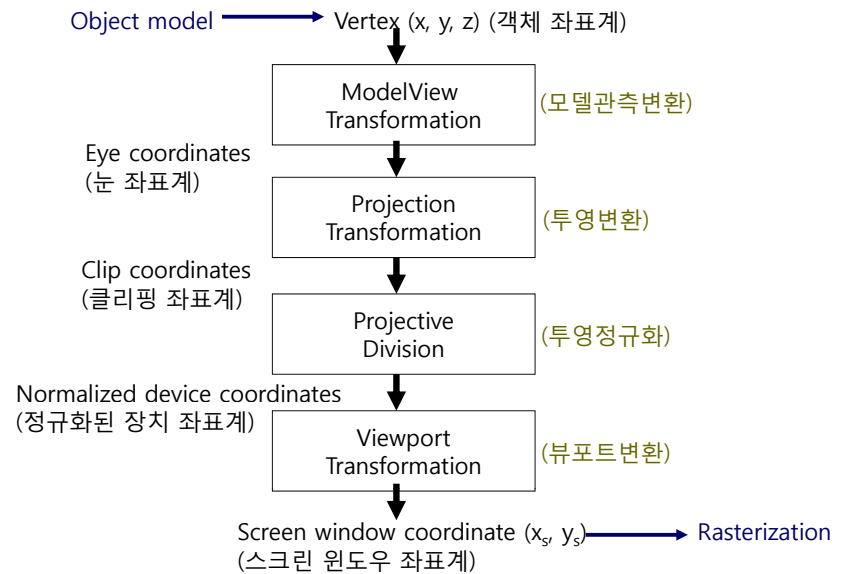 Object model
Vertex (x, y, z) (객체 좌표계)
ModelView
Transformation
(모델관측변환)
Eye coordinates
(눈 좌표계)
Projection
Transformation
(투영변환)
Clip coordinates
(클리핑 좌표계)
Projective
Division
(투영정규화)
Normalized device coordinates
(정규화된 장치 좌표계)
Viewport
Transformation
(뷰포트변환)
Screen window coordinate (xs, ys)
(스크린 윈도우 좌표계)
Rasterization